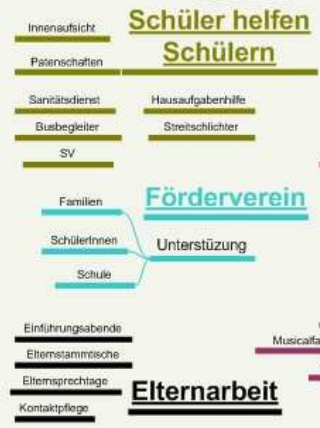 Schüler helfen
Schülern
Innenaufsicht
Patenschaften
Sanitätsdienst
Hausaufgabenhilfe
Busbegleiter
Streitschlichter
SV
Förderverein
Familien
SchülerInnen
Unterstüzung
Schule
Einführungsabende
Elternstammtische
Elternsprechtage
Kontaktpflege
Elternarbeit
Musicalfa